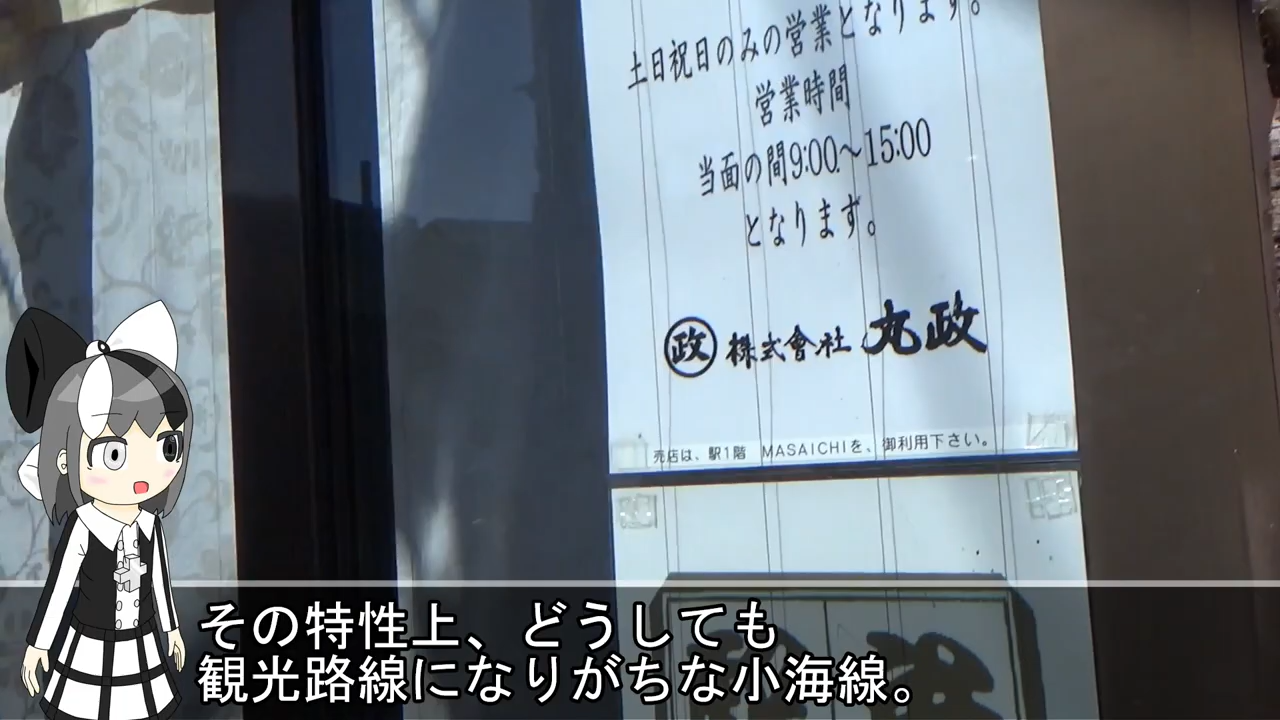 土日祝日のみの営業となります。
営業時間
当面の間9:00~15:00
となります。
政 株式會社 丸政
売店は、駅1階 MASAICHIを、御利用下さい。
その特性上、どうしても
観光路線になりがちな小海線。